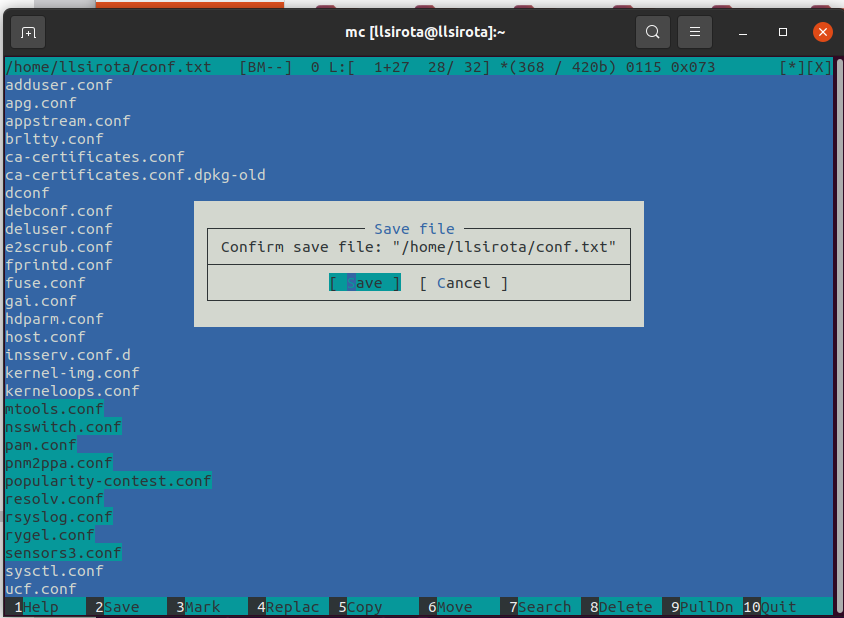 mc [llsirota@llsirota]:~
/home/llsirota/conf.txt   [BM--]  0 L:[  1+27  28/ 32] *(368 / 420b) 0115 0x073       [*][X]
adduser.conf
apg.conf
appstream.conf
brltty.conf
ca-certificates.conf
ca-certificates.conf.dpkg-old
dconf
debconf.conf
deluser.conf
e2scrub.conf
fprintd.conf
fuse.conf
gai.conf
hdparm.conf
host.conf
insserv.conf.d
kernel-img.conf
kerneloops.conf
mtools.conf
nsswitch.conf
pam.conf
pnm2ppa.conf
popularity-contest.conf
resolv.conf
rsyslog.conf
rygel.conf
sensors3.conf
sysctl.conf
ucf.conf
Save file
Confirm save file: "/home/llsirota/conf.txt"
[ Save ]  [ Cancel ]
1Help  2Save  3Mark  4Replac  5Copy  6Move  7Search  8Delete  9PullDn  10Quit